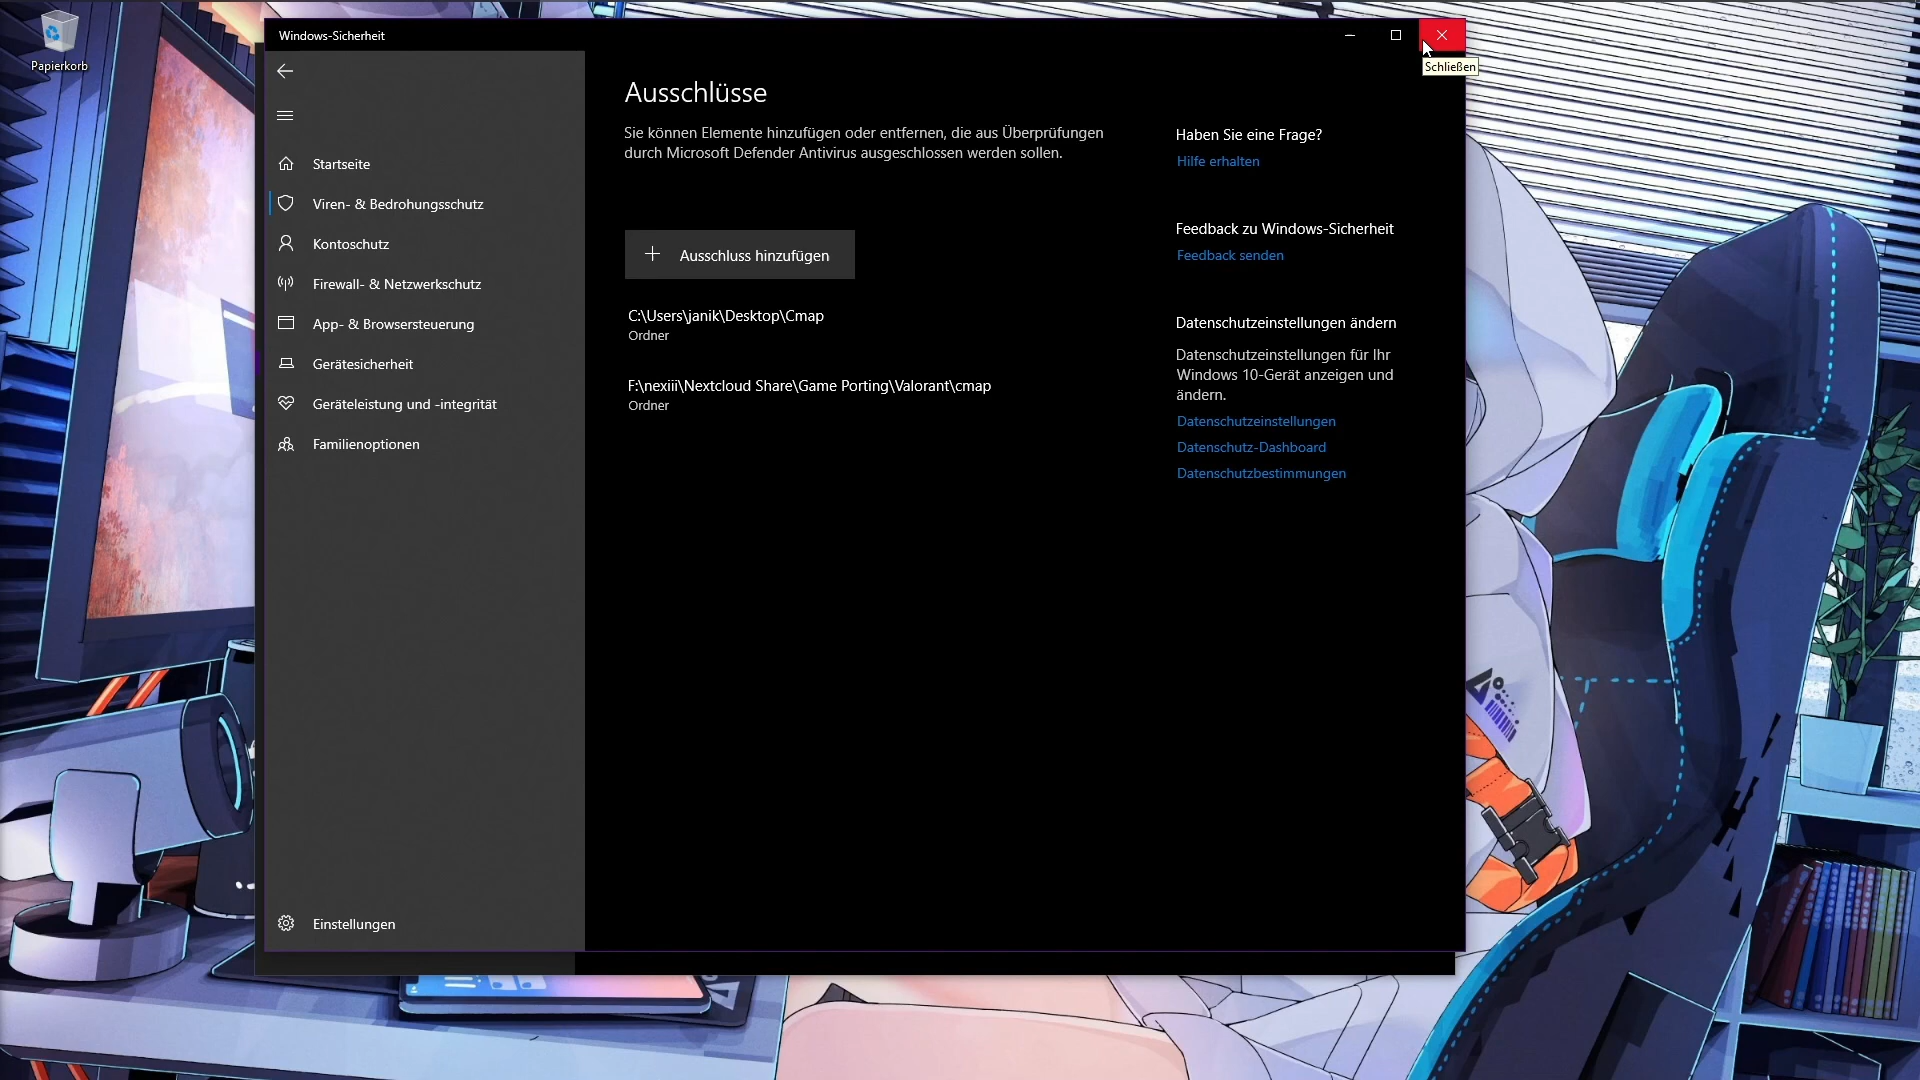 Papierkorb
Windows-Sicherheit
Schließen
Startseite
Viren- & Bedrohungsschutz
Kontoschutz
Firewall- & Netzwerkschutz
App- & Browsersteuerung
Gerätesicherheit
Geräteleistung und -integrität
Familienoptionen
Einstellungen
Ausschlüsse
Sie können Elemente hinzufügen oder entfernen, die aus Überprüfungen
durch Microsoft Defender Antivirus ausgeschlossen werden sollen.
Ausschluss hinzufügen
C:\Users\janik\Desktop\Cmap
Ordner
F:\nexiii\Nextcloud Share\Game Porting\Valorant\cmap
Ordner
Haben Sie eine Frage?
Hilfe erhalten
Feedback zu Windows-Sicherheit
Feedback senden
Datenschutzeinstellungen ändern
Datenschutzeinstellungen für Ihr
Windows 10-Gerät anzeigen und
ändern.
Datenschutzeinstellungen
Datenschutz-Dashboard
Datenschutzbestimmungen